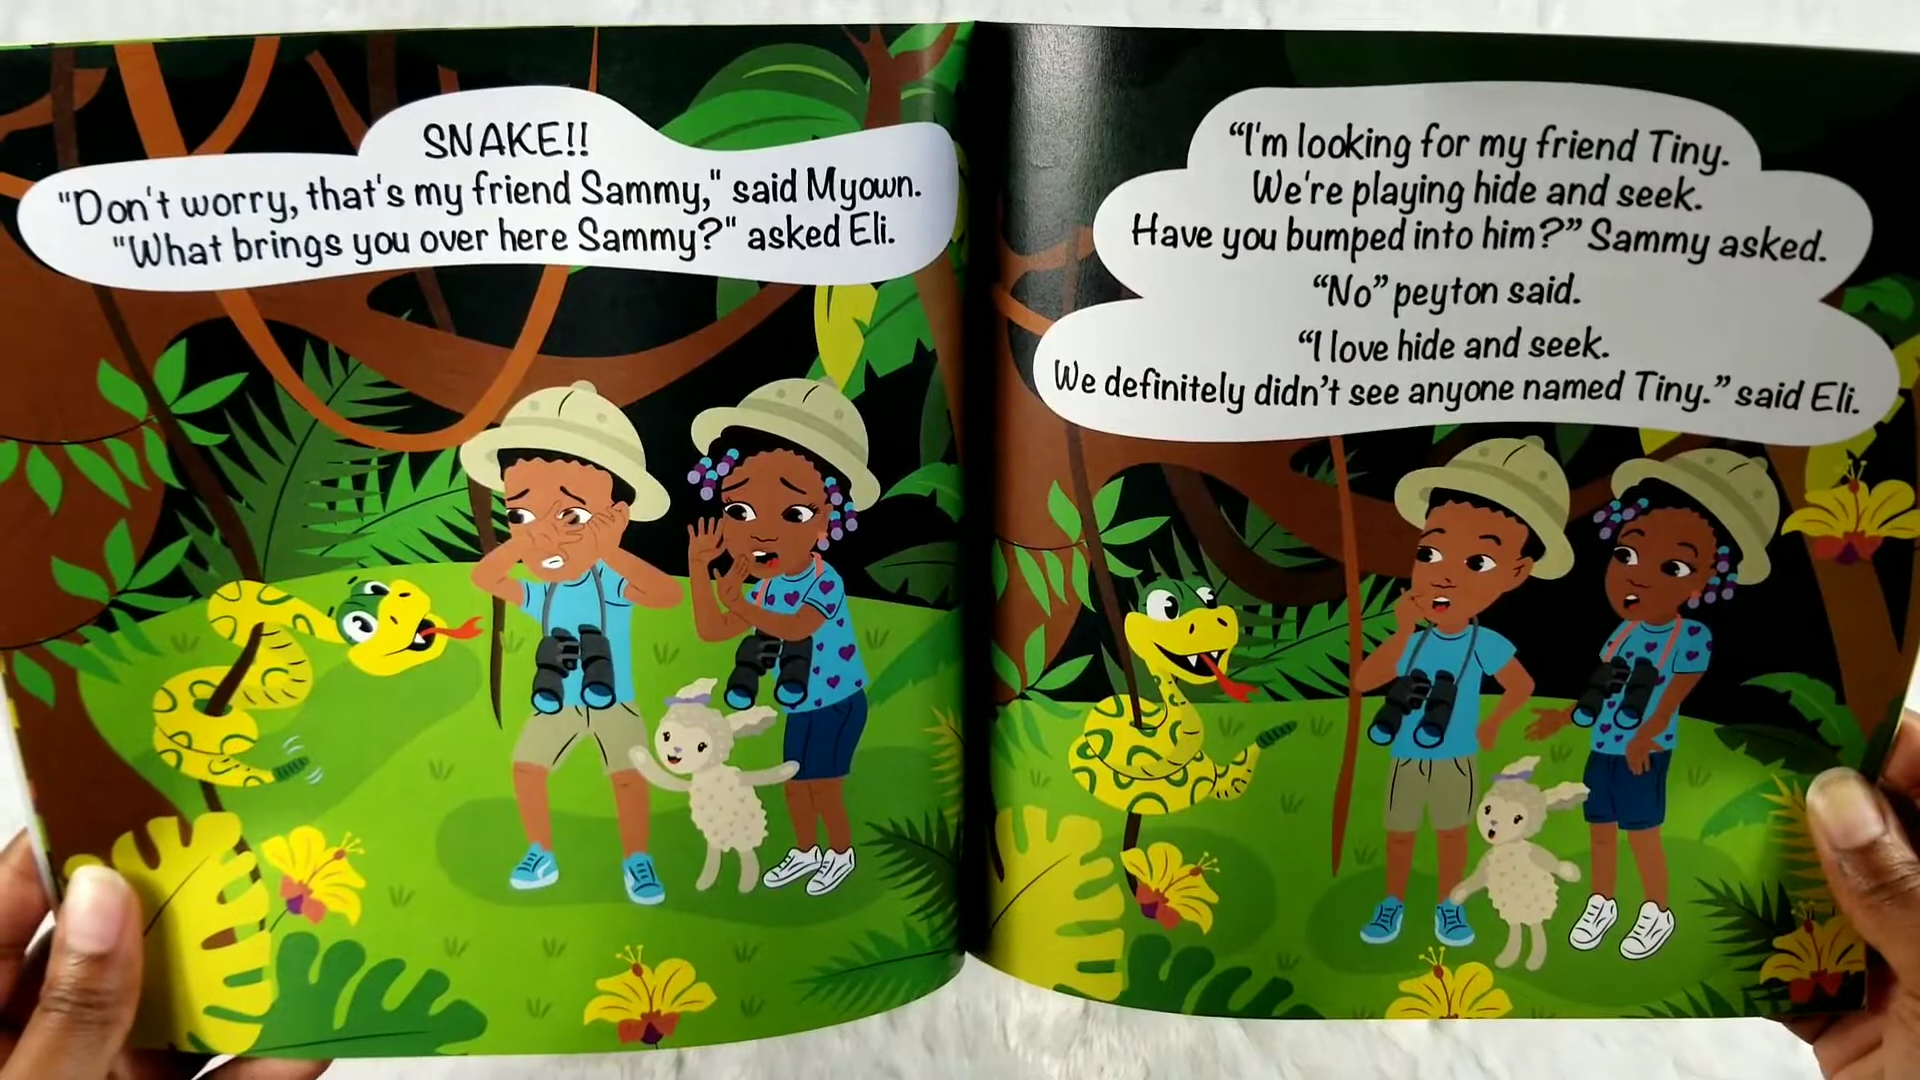 SNAKE!!
"Don't worry, that's my friend Sammy," said Myown.
"What brings you over here Sammy?" asked Eli.
“I'm looking for my friend Tiny.
We're playing hide and seek.
Have you bumped into him?” Sammy asked.
“No” peyton said.
“I love hide and seek.
We definitely didn’t see anyone named Tiny.” said Eli.